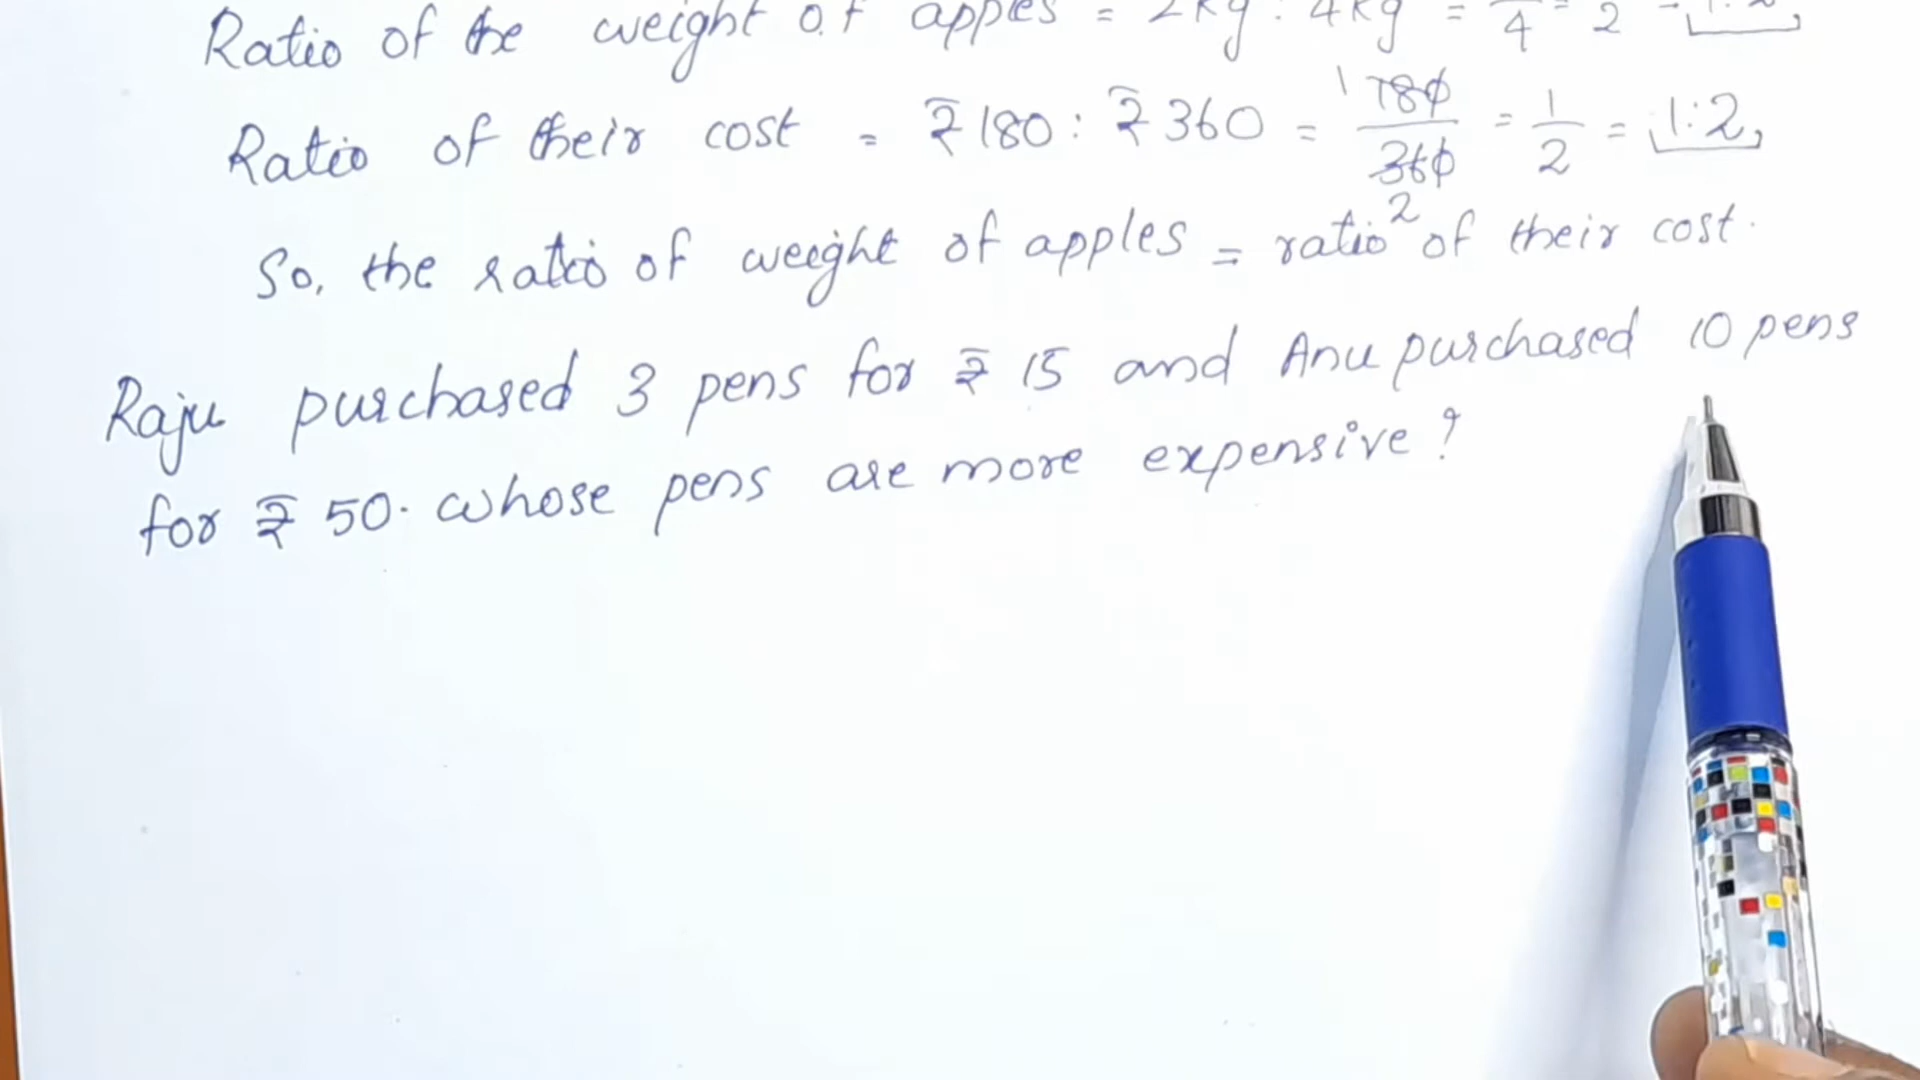 Ratio of the weight of apples = 2kg : 4kg = /4 = /2 = 1:2,
Ratio of their cost = ₹180 : ₹360 = 1 180/360 2 = 1/2 = 1:2,
So, the ratio of weight of apples = ratio of their cost.
Raju purchased 3 pens for ₹ 15 and Anu purchased 10 pens
for ₹ 50. whose pens are more expensive?